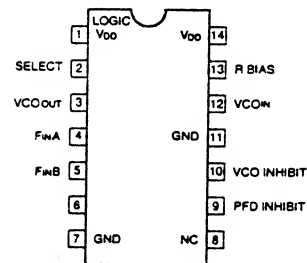 LOGIC
1 VDD VDD 14
SELECT 2 13 R BIAS
VCOOUT 3 12 VCOIN
FINA 4 GND 11
FINB 5 10 VCO INHIBIT
6 9 PFD INHIBIT
7 GND NC 8